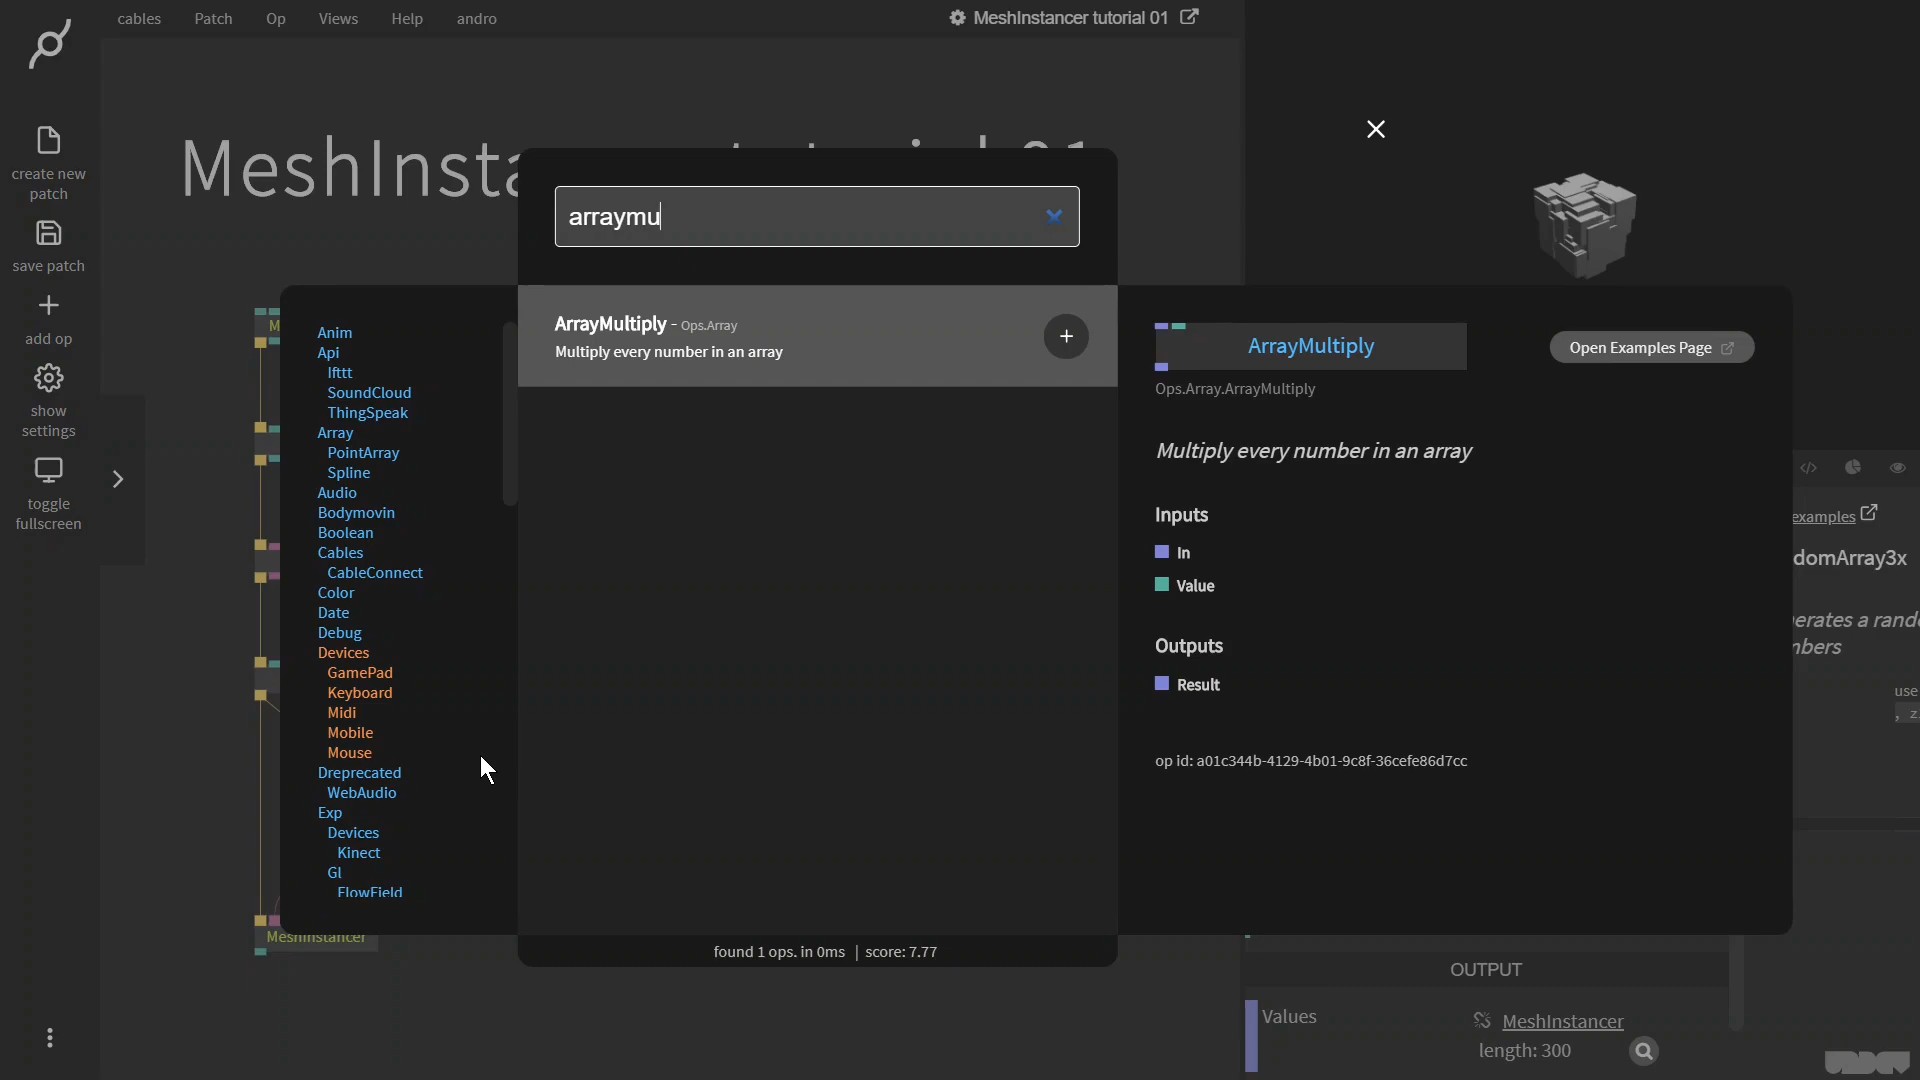 cables Patch Op Views Help andro
MeshInstancer tutorial 01
create new
patch
save patch
add op
show
settings
toggle
fullscreen
arraymu
ArrayMultiply - Ops.Array
Multiply every number in an array
+
Anim
Api
Ifttt
SoundCloud
ThingSpeak
Array
PointArray
Spline
Audio
Bodymovin
Boolean
Cables
CableConnect
Color
Date
Debug
Devices
GamePad
Keyboard
Midi
Mobile
Mouse
Dreprecated
WebAudio
Exp
Devices
Kinect
Gl
FlowField
ArrayMultiply
Open Examples Page
Ops.Array.ArrayMultiply
Multiply every number in an array
Inputs
In
Value
Outputs
Result
op id: a01c344b-4129-4b01-9c8f-36cefe86d7cc
found 1 ops. in 0ms | score: 7.77
MeshInstancer
examples
domArray3x
erates a rand
mbers
use
, z
OUTPUT
Values
MeshInstancer
length: 300